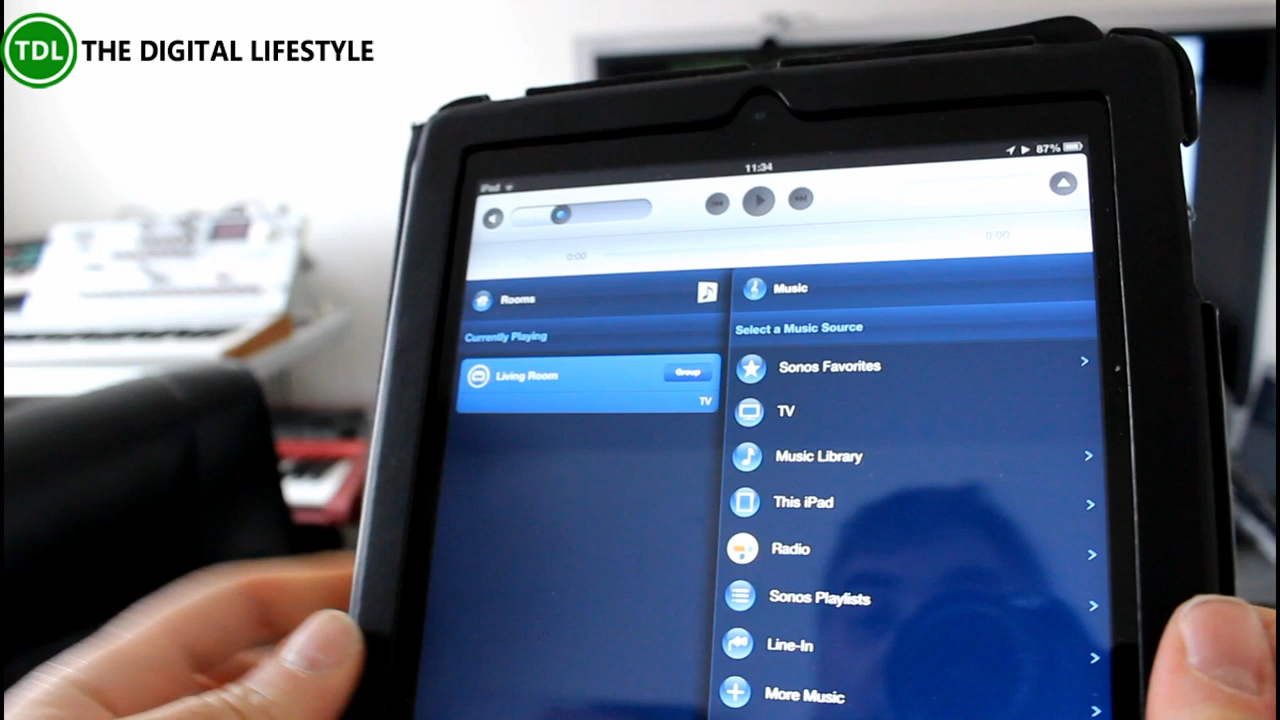 TDL THE DIGITAL LIFESTYLE
iPad
11:34
87%
0:00
0:00
Rooms
Currently Playing
Living Room
Group
TV
Music
Select a Music Source
Sonos Favorites
TV
Music Library
This iPad
Radio
Sonos Playlists
Line-In
More Music